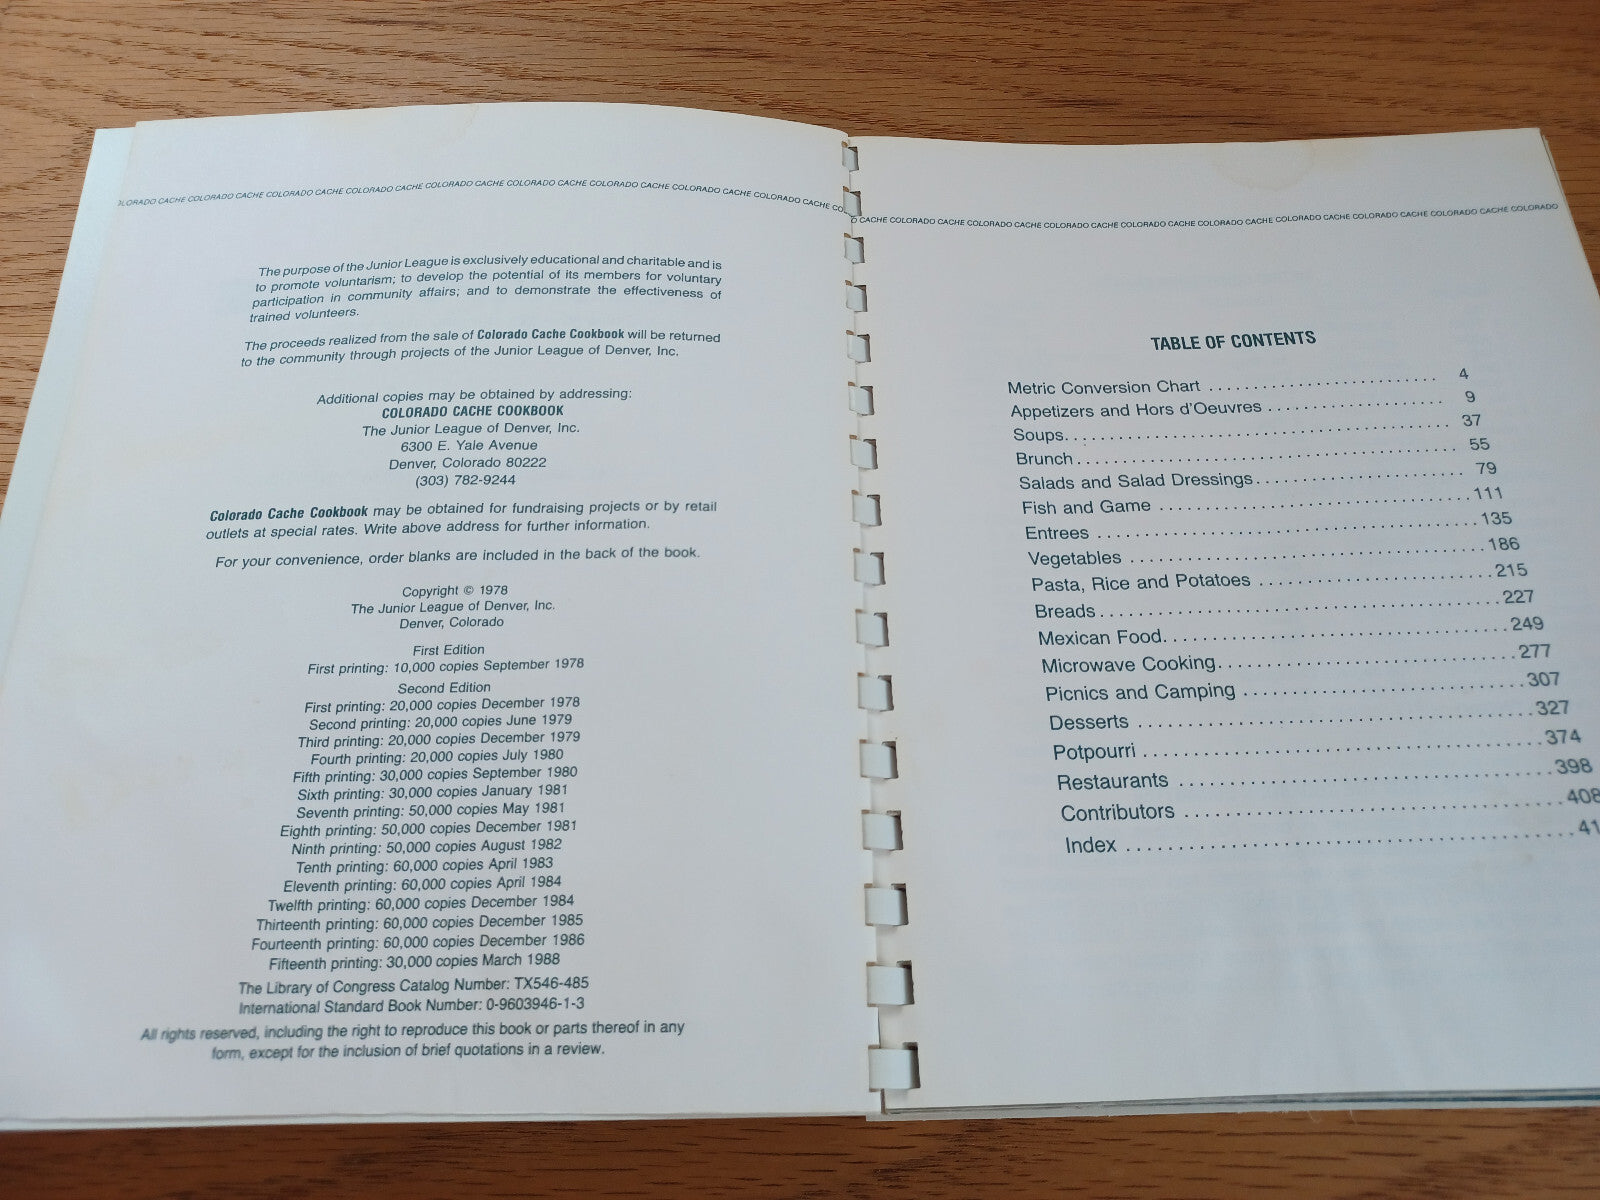 COLORADO CACHE COLORADO CACHE COLORADO CACHE COLORADO CACHE COLORADO CACHE COLORADO CACHE COLORADO CACHE COLORADO CACHE COLORADO CACHE CO
The purpose of the Junior League is exclusively educational and charitable and is
to promote voluntarism; to develop the potential of its members for voluntary
participation in community affairs; and to demonstrate the effectiveness of
trained volunteers.
The proceeds realized from the sale of Colorado Cache Cookbook will be returned
to the community through projects of the Junior League of Denver, Inc.
Additional copies may be obtained by addressing:
COLORADO CACHE COOKBOOK
The Junior League of Denver, Inc.
6300 E. Yale Avenue
Denver, Colorado 80222
(303) 782-9244
Colorado Cache Cookbook may be obtained for fundraising projects or by retail
outlets at special rates. Write above address for further information.
For your convenience, order blanks are included in the back of the book.
Copyright © 1978
The Junior League of Denver, Inc.
Denver, Colorado
First Edition
First printing: 10,000 copies September 1978
Second Edition
First printing: 20,000 copies December 1978
Second printing: 20,000 copies June 1979
Third printing: 20,000 copies December 1979
Fourth printing: 20,000 copies July 1980
Fifth printing: 30,000 copies September 1980
Sixth printing: 30,000 copies January 1981
Seventh printing: 50,000 copies May 1981
Eighth printing: 50,000 copies December 1981
Ninth printing: 50,000 copies August 1982
Tenth printing: 60,000 copies April 1983
Eleventh printing: 60,000 copies April 1984
Twelfth printing: 60,000 copies December 1984
Thirteenth printing: 60,000 copies December 1985
Fourteenth printing: 60,000 copies December 1986
Fifteenth printing: 30,000 copies March 1988
The Library of Congress Catalog Number: TX546-485
International Standard Book Number: 0-9603946-1-3
All rights reserved, including the right to reproduce this book or parts thereof in any
form, except for the inclusion of brief quotations in a review.
O CACHE COLORADO CACHE COLORADO CACHE COLORADO CACHE COLORADO CACHE COLORADO CACHE COLORADO CACHE COLORADO CACHE COLORADO CACHE COLORADO
TABLE OF CONTENTS
Metric Conversion Chart . . . . . . . . . . 4
Appetizers and Hors d'Oeuvres . . . . . . . . . . 9
Soups. . . . . . . . . . 37
Brunch . . . . . . . . . . 55
Salads and Salad Dressings . . . . . . . . . . 79
Fish and Game . . . . . . . . . . 111
Entrees . . . . . . . . . . 135
Vegetables . . . . . . . . . . 186
Pasta, Rice and Potatoes . . . . . . . . . . 215
Breads . . . . . . . . . . 227
Mexican Food. . . . . . . . . . 249
Microwave Cooking. . . . . . . . . . 277
Picnics and Camping . . . . . . . . . . 307
Desserts . . . . . . . . . . 327
Potpourri . . . . . . . . . . 374
Restaurants . . . . . . . . . . 398
Contributors . . . . . . . . . . 408
Index . . . . . . . . . . 41